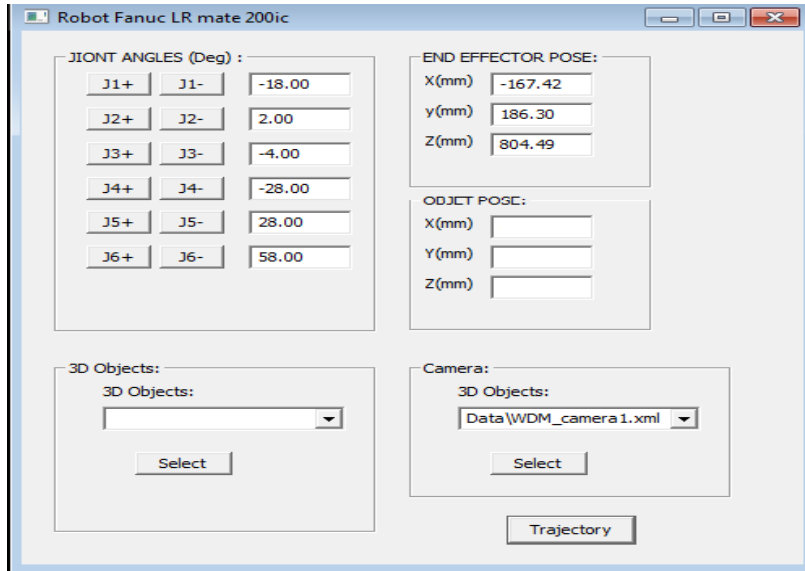 Robot Fanuc LR mate 200ic
JIONT ANGLES (Deg) :
J1+ J1- -18.00
J2+ J2- 2.00
J3+ J3- -4.00
J4+ J4- -28.00
J5+ J5- 28.00
J6+ J6- 58.00
END EFFECTOR POSE:
X(mm) -167.42
y(mm) 186.30
Z(mm) 804.49
OBJET POSE:
X(mm)
Y(mm)
Z(mm)
3D Objects:
3D Objects:
Select
Camera:
3D Objects:
Data\WDM_camera1.xml
Select
Trajectory